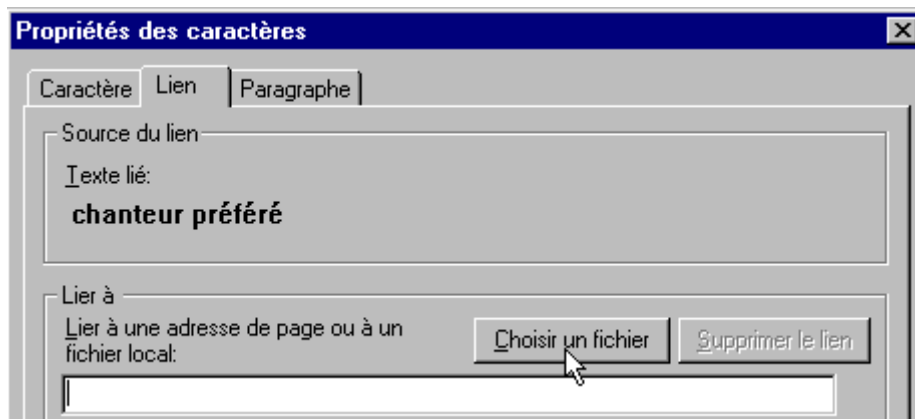 Propriétés des caractères
Caractère Lien Paragraphe
Source du lien
Texte lié:
chanteur préféré
Lier à
Lier à une adresse de page ou à un
fichier local:
Choisir un fichier Supprimer le lien